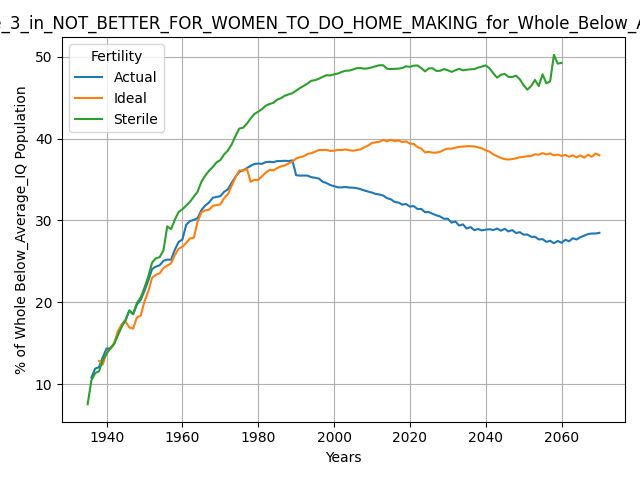 _3_in_NOT_BETTER_FOR_WOMEN_TO_DO_HOME_MAKING_for_Whole_Below_A
Fertility
Actual
Ideal
Sterile
% of Whole Below_Average_IQ Population
50
40
30
20
10
1940
1960
1980
2000
2020
2040
2060
Years